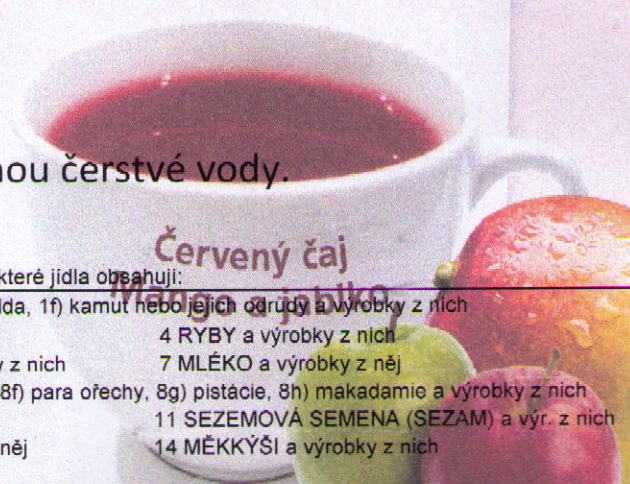 nou čerstvé vody.
Červený čaj
Mango a jablko
které jídla obsahují:
lda, 1f) kamut nebo jejich odrůdy a výrobky z nich
4 RYBY a výrobky z nich
y z nich 7 MLÉKO a výrobky z něj
8f) para ořechy, 8g) pistácie, 8h) makadamie a výrobky z nich
11 SEZEMOVÁ SEMENA (SEZAM) a výr. z nich
něj 14 MĚKKÝŠI a výrobky z nich